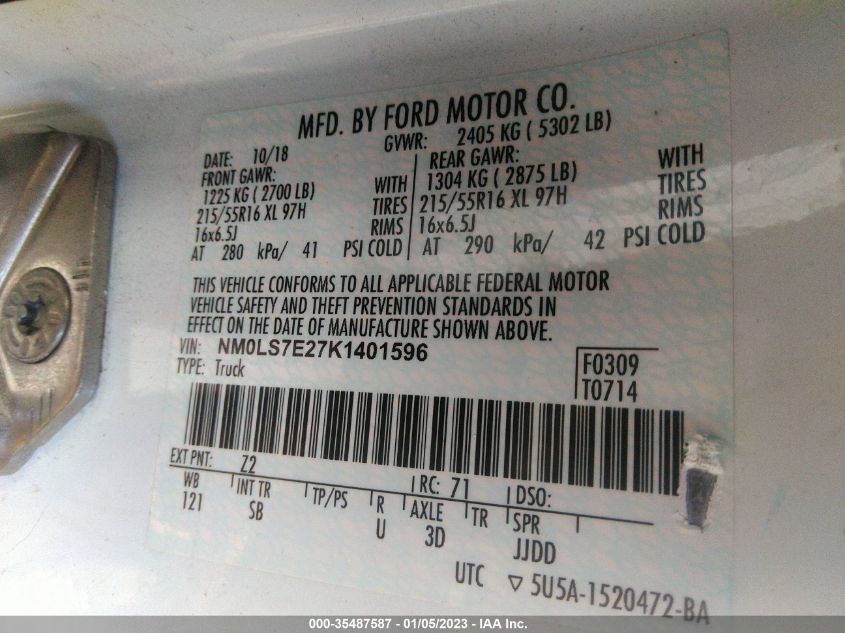 MFD. BY FORD MOTOR CO.
DATE: 10/18 GVWR: 2405 KG ( 5302 LB)
FRONT GAWR: REAR GAWR:
1225 KG ( 2700 LB) WITH 1304 KG ( 2875 LB) WITH
215/55R16 XL 97H TIRES 215/55R16 XL 97H TIRES
16x6.5J RIMS 16x6.5J RIMS
AT 280 kPa/ 41 PSI COLD AT 290 kPa/ 42 PSI COLD
THIS VEHICLE CONFORMS TO ALL APPLICABLE FEDERAL MOTOR
VEHICLE SAFETY AND THEFT PREVENTION STANDARDS IN
EFFECT ON THE DATE OF MANUFACTURE SHOWN ABOVE.
VIN: NM0LS7E27K1401596
TYPE: Truck
F0309
T0714
EXT PNT: Z2 RC: 71 DSO:
WB INT TR TP/PS R AXLE TR SPR
121 SB U 3D JJDD
UTC ▽ 5U5A-1520472-BA
000-35487587 - 01/05/2023 - IAA Inc.